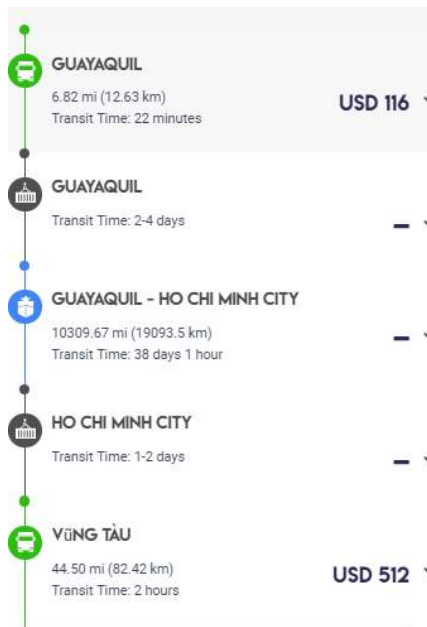 GUAYAQUIL
6.82 mi (12.63 km)
Transit Time: 22 minutes
USD 116
GUAYAQUIL
Transit Time: 2-4 days
–
GUAYAQUIL – HO CHI MINH CITY
10309.67 mi (19093.5 km)
Transit Time: 38 days 1 hour
–
HO CHI MINH CITY
Transit Time: 1-2 days
–
VũNG TÀU
44.50 mi (82.42 km)
Transit Time: 2 hours
USD 512